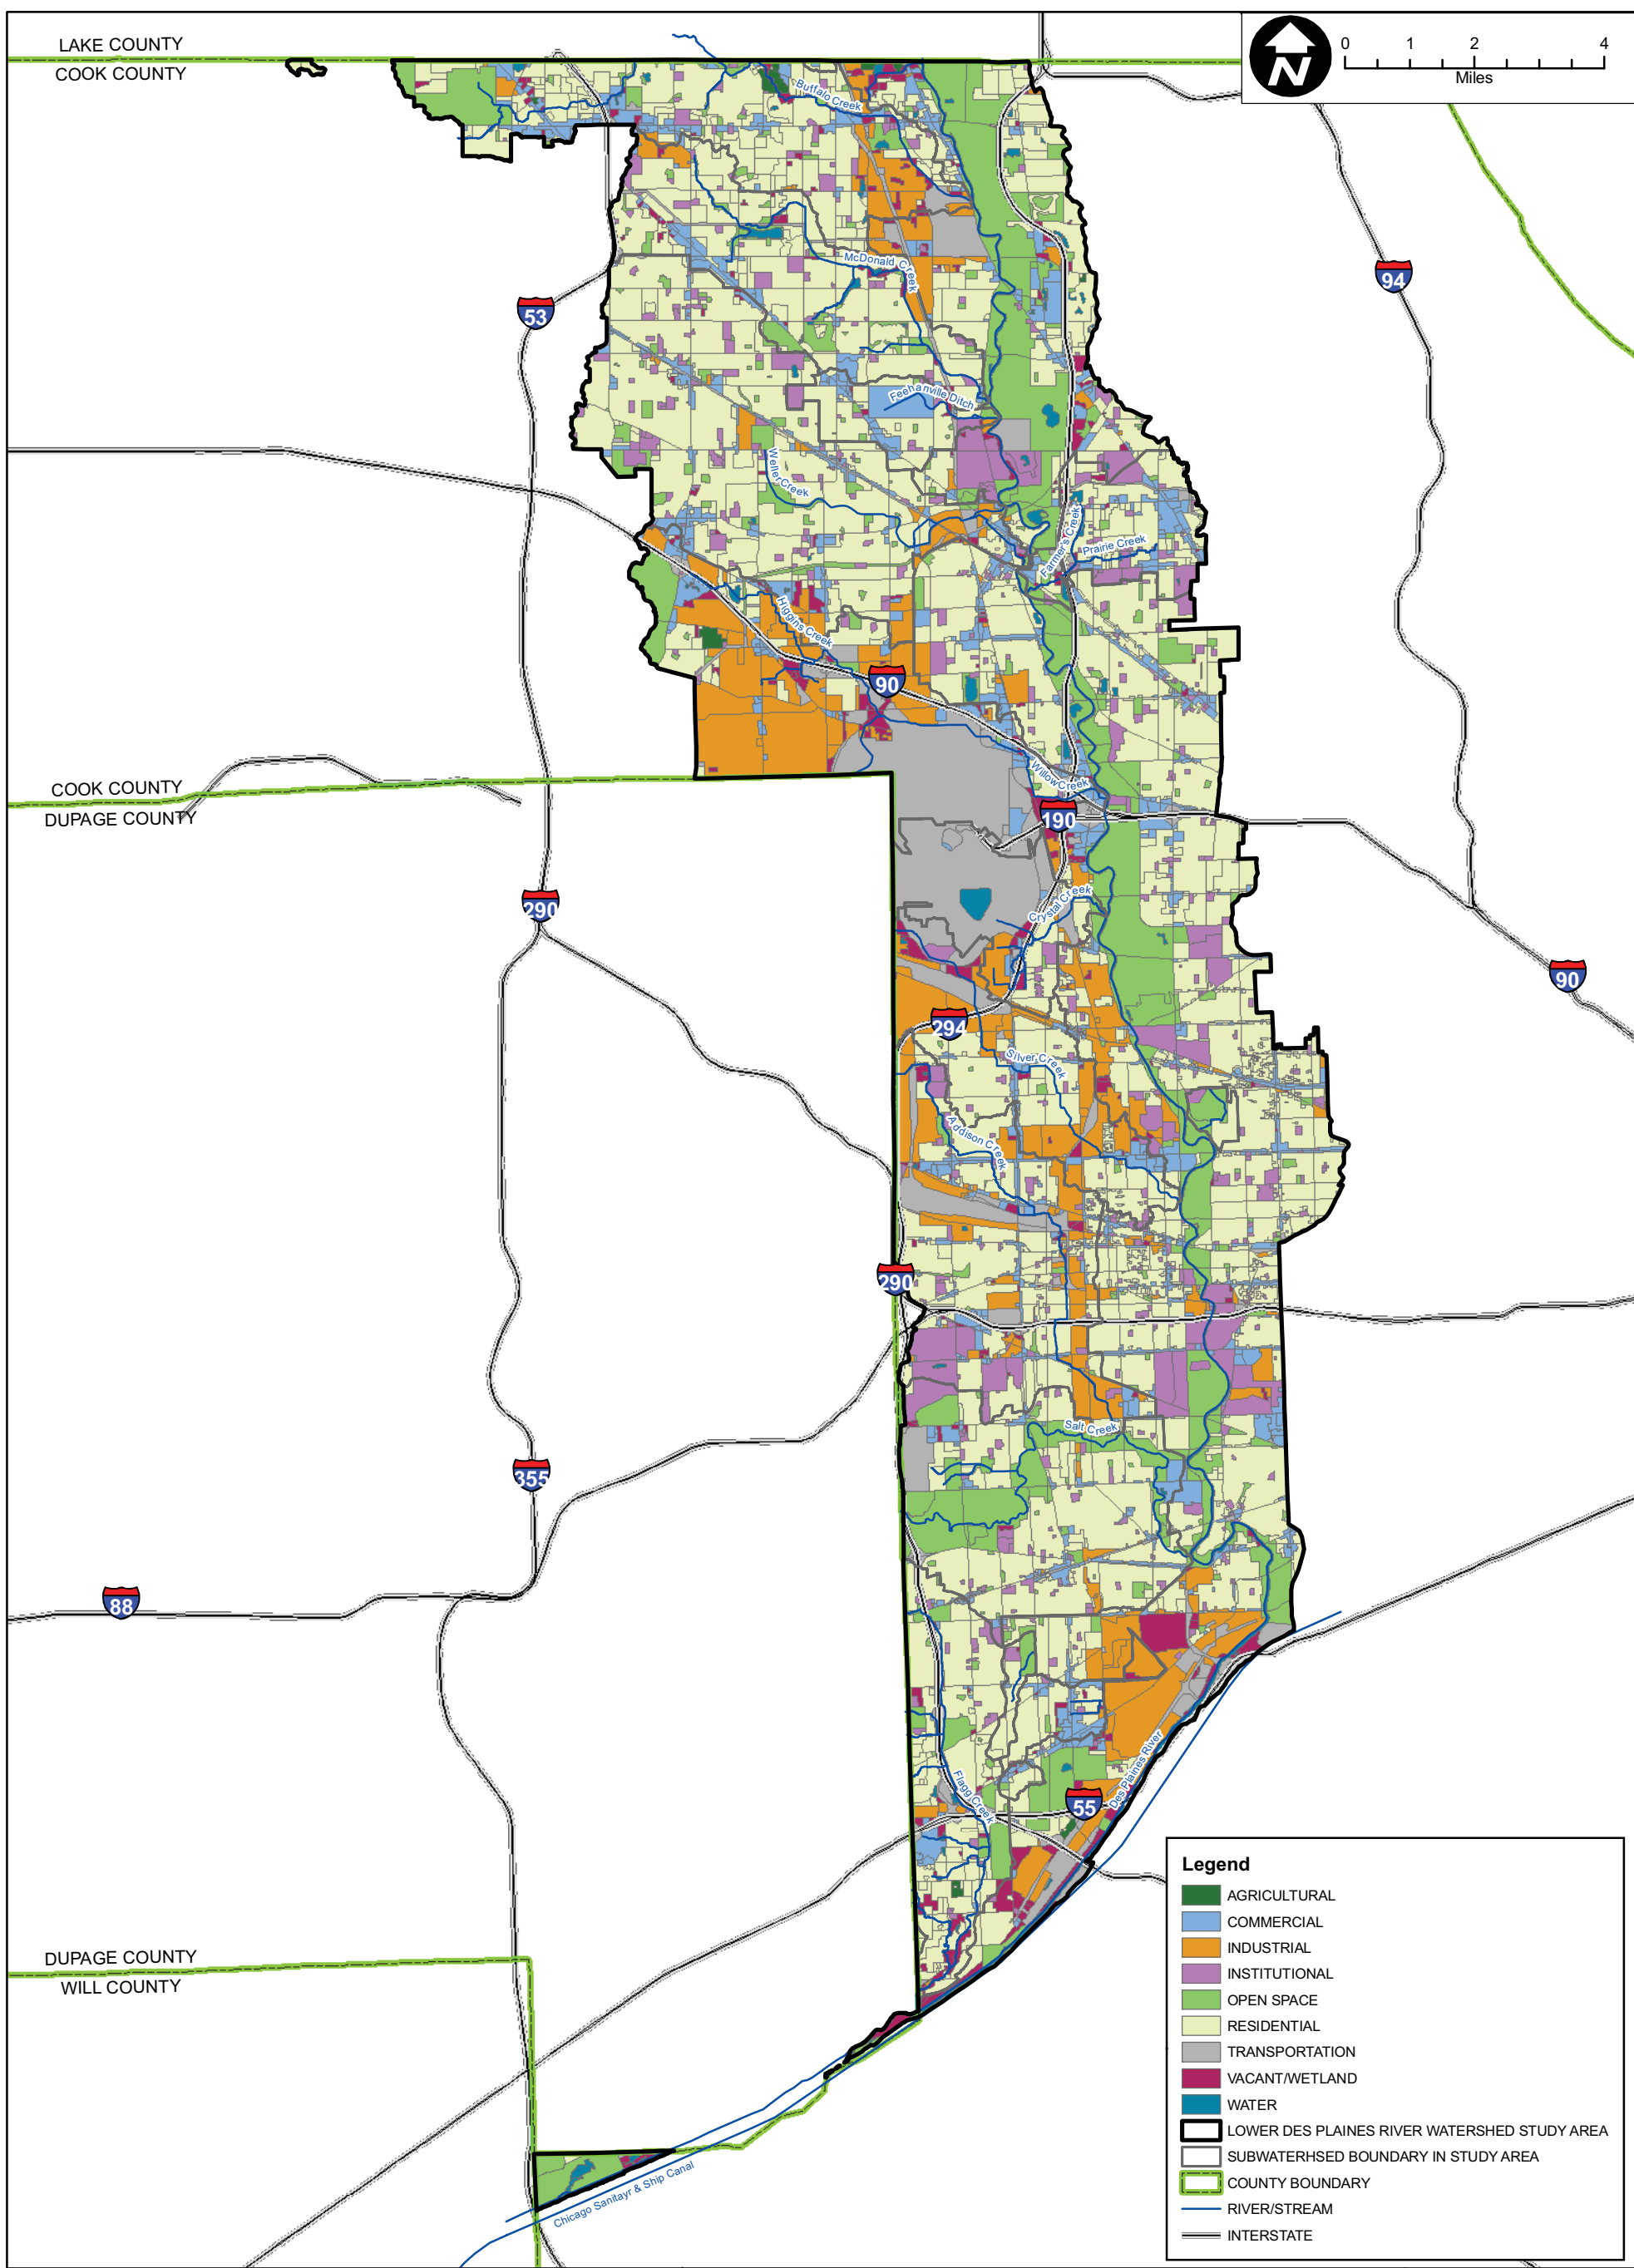 LAKE COUNTY
COOK COUNTY
N
0 1 2 4
Miles
Buffalo Creek
McDonald Creek
94
53
Feehanville Ditch
Weller Creek
Farmer's Creek
Prairie Creek
Higgins Creek
90
Willow Creek
COOK COUNTY
DUPAGE COUNTY
190
290
Crystal Creek
90
294
Silver Creek
Addison Creek
290
Salt Creek
355
88
Des Plaines River
Flagg Creek
55
DUPAGE COUNTY
WILL COUNTY
Chicago Sanitayr & Ship Canal
Legend
AGRICULTURAL
COMMERCIAL
INDUSTRIAL
INSTITUTIONAL
OPEN SPACE
RESIDENTIAL
TRANSPORTATION
VACANT/WETLAND
WATER
LOWER DES PLAINES RIVER WATERSHED STUDY AREA
SUBWATERHSED BOUNDARY IN STUDY AREA
COUNTY BOUNDARY
RIVER/STREAM
INTERSTATE